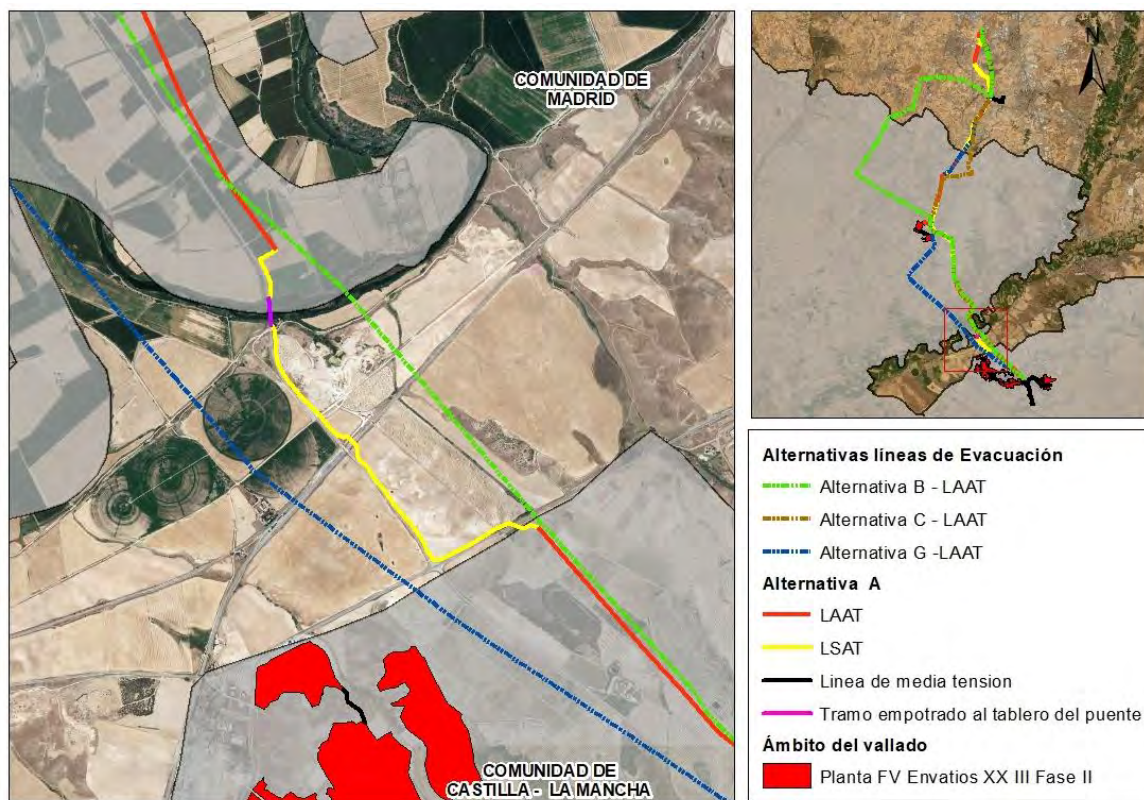 COMUNIDAD DE
MADRID
COMUNIDAD DE
CASTILLA - LA MANCHA
N
Alternativas líneas de Evacuación
Alternativa B - LAAT
Alternativa C - LAAT
Alternativa G -LAAT
Alternativa A
LAAT
LSAT
Linea de media tension
Tramo empotrado al tablero del puente
Ámbito del vallado
Planta FV Envatios XX III Fase II